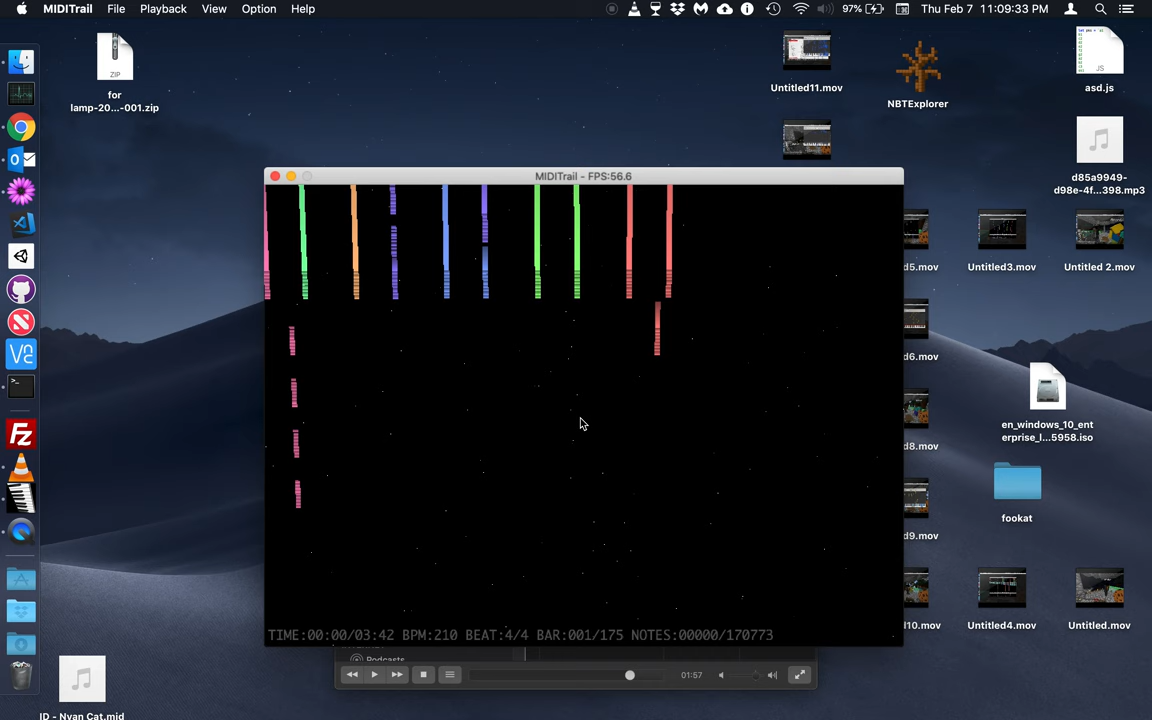 MIDITrail File Playback View Option Help
97% Thu Feb 7 11:09:33 PM
ZIP
for
lamp-20...-001.zip
Untitled11.mov
NBTExplorer
JS
asd.js
d85a9949-
d98e-4f...398.mp3
MIDITrail - FPS:56.6
d5.mov
Untitled3.mov
Untitled 2.mov
d6.mov
en_windows_10_ent
erprise_l...5958.iso
d8.mov
fookat
d9.mov
d10.mov
Untitled4.mov
Untitled.mov
TIME:00:00/03:42 BPM:210 BEAT:4/4 BAR:001/175 NOTES:00000/170773
Podcasts
01:57
JD - Nyan Cat.mid